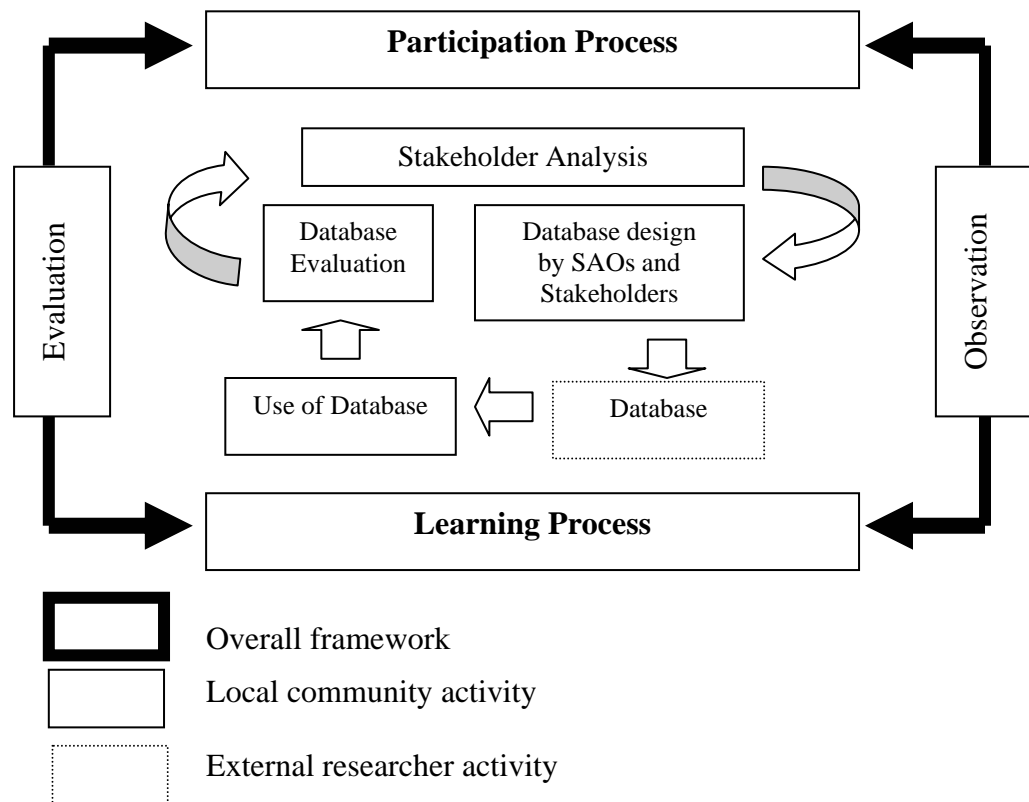 Participation Process
Stakeholder Analysis
Evaluation
Database
Evaluation
Database design
by SAOs and
Stakeholders
Observation
Use of Database
Database
Learning Process
Overall framework
Local community activity
External researcher activity